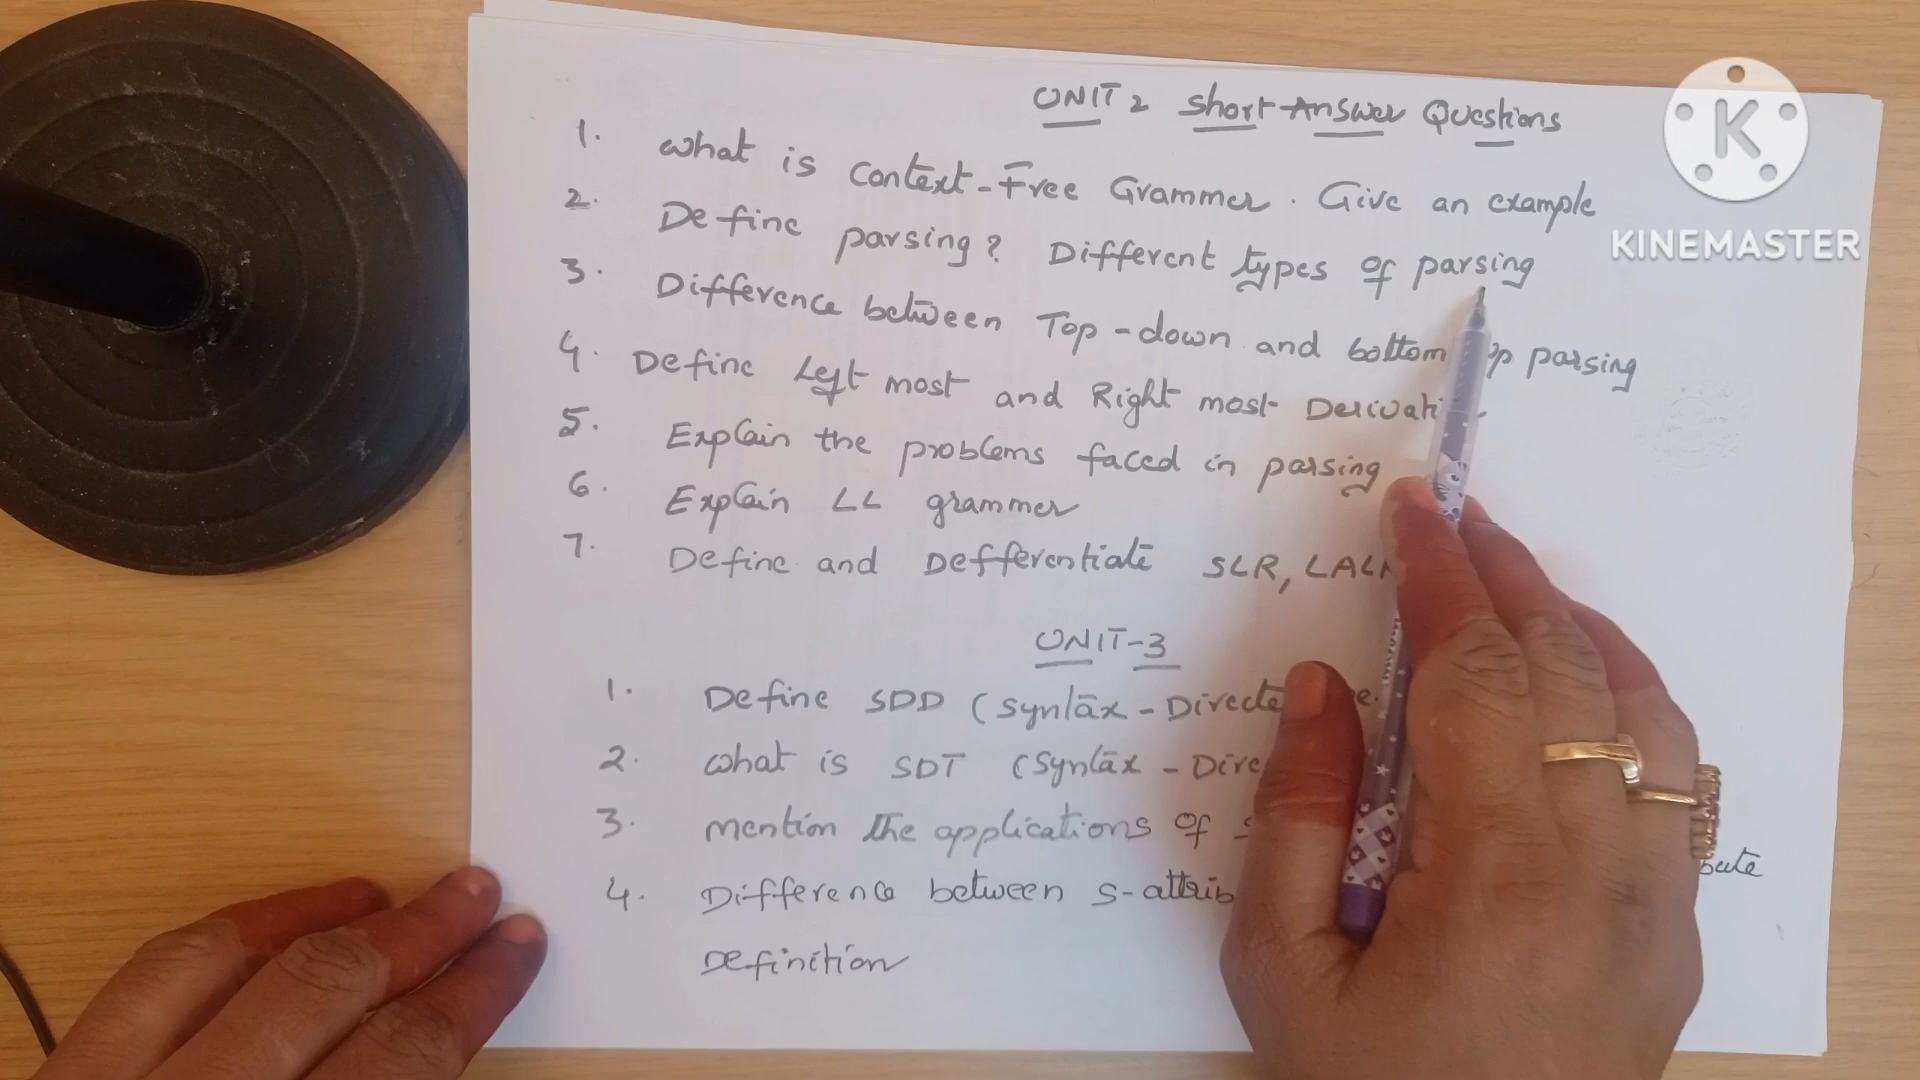 UNIT 2 Short Answer Questions
1. What is Context-Free Grammer. Give an example
2. Define parsing? Different types of parsing
3. Difference between Top-down and bottom parsing
4. Define Left most and Right most
5. Explain the problems faced in parsing
6. Explain LL grammer
7. Define and Defferentiate SLR,
UNIT-3
1. Define SDD (Syntax-
2. What is SDT (Syntax-
3. mention the applications of
4. Difference between
Definition
K
KINEMASTER